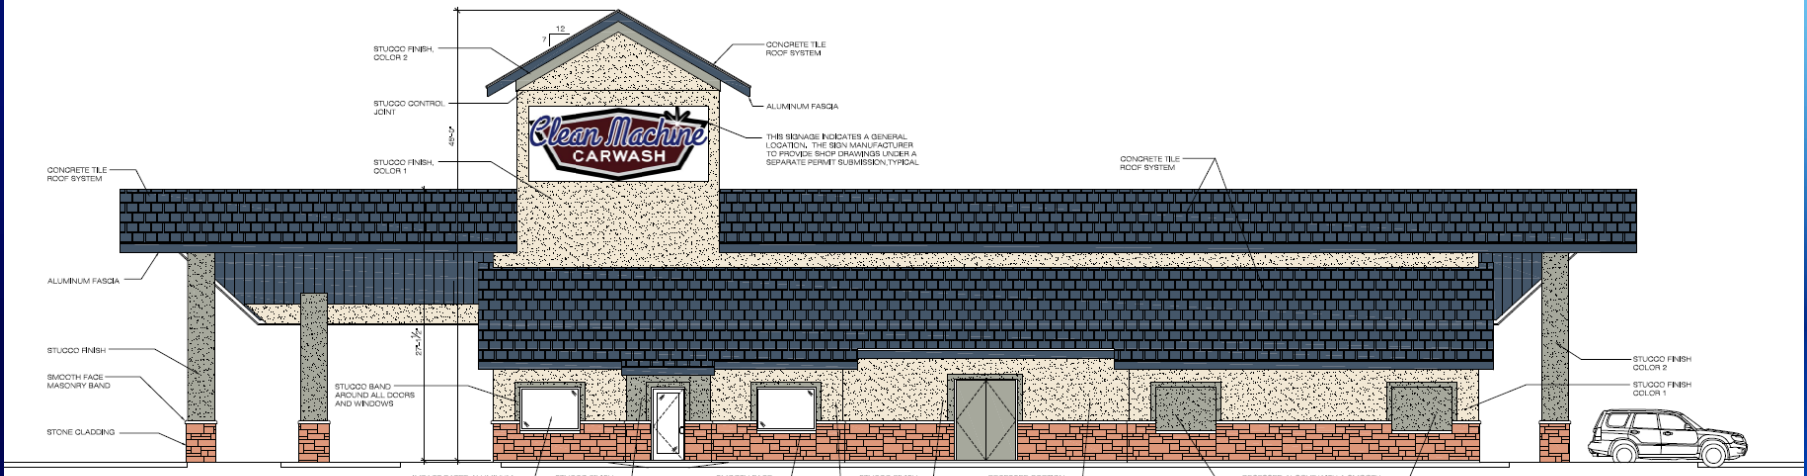 12
7
STUCCO FINISH,
COLOR 2
CONCRETE TILE
ROOF SYSTEM
STUCCO CONTROL
JOINT
ALUMINUM FASCIA
Clean Machine
CARWASH
THIS SIGNAGE INDICATES A GENERAL
LOCATION. THE SIGN MANUFACTURER
TO PROVIDE SHOP DRAWINGS UNDER A
SEPARATE PERMIT SUBMISSION, TYPICAL
STUCCO FINISH,
COLOR 1
CONCRETE TILE
ROOF SYSTEM
CONCRETE TILE
ROOF SYSTEM
ALUMINUM FASCIA
STUCCO FINISH
SMOOTH FACE
MASONRY BAND
STUCCO BAND
AROUND ALL DOORS
AND WINDOWS
STONE CLADDING
STUCCO FINISH
COLOR 2
STUCCO FINISH
COLOR 1